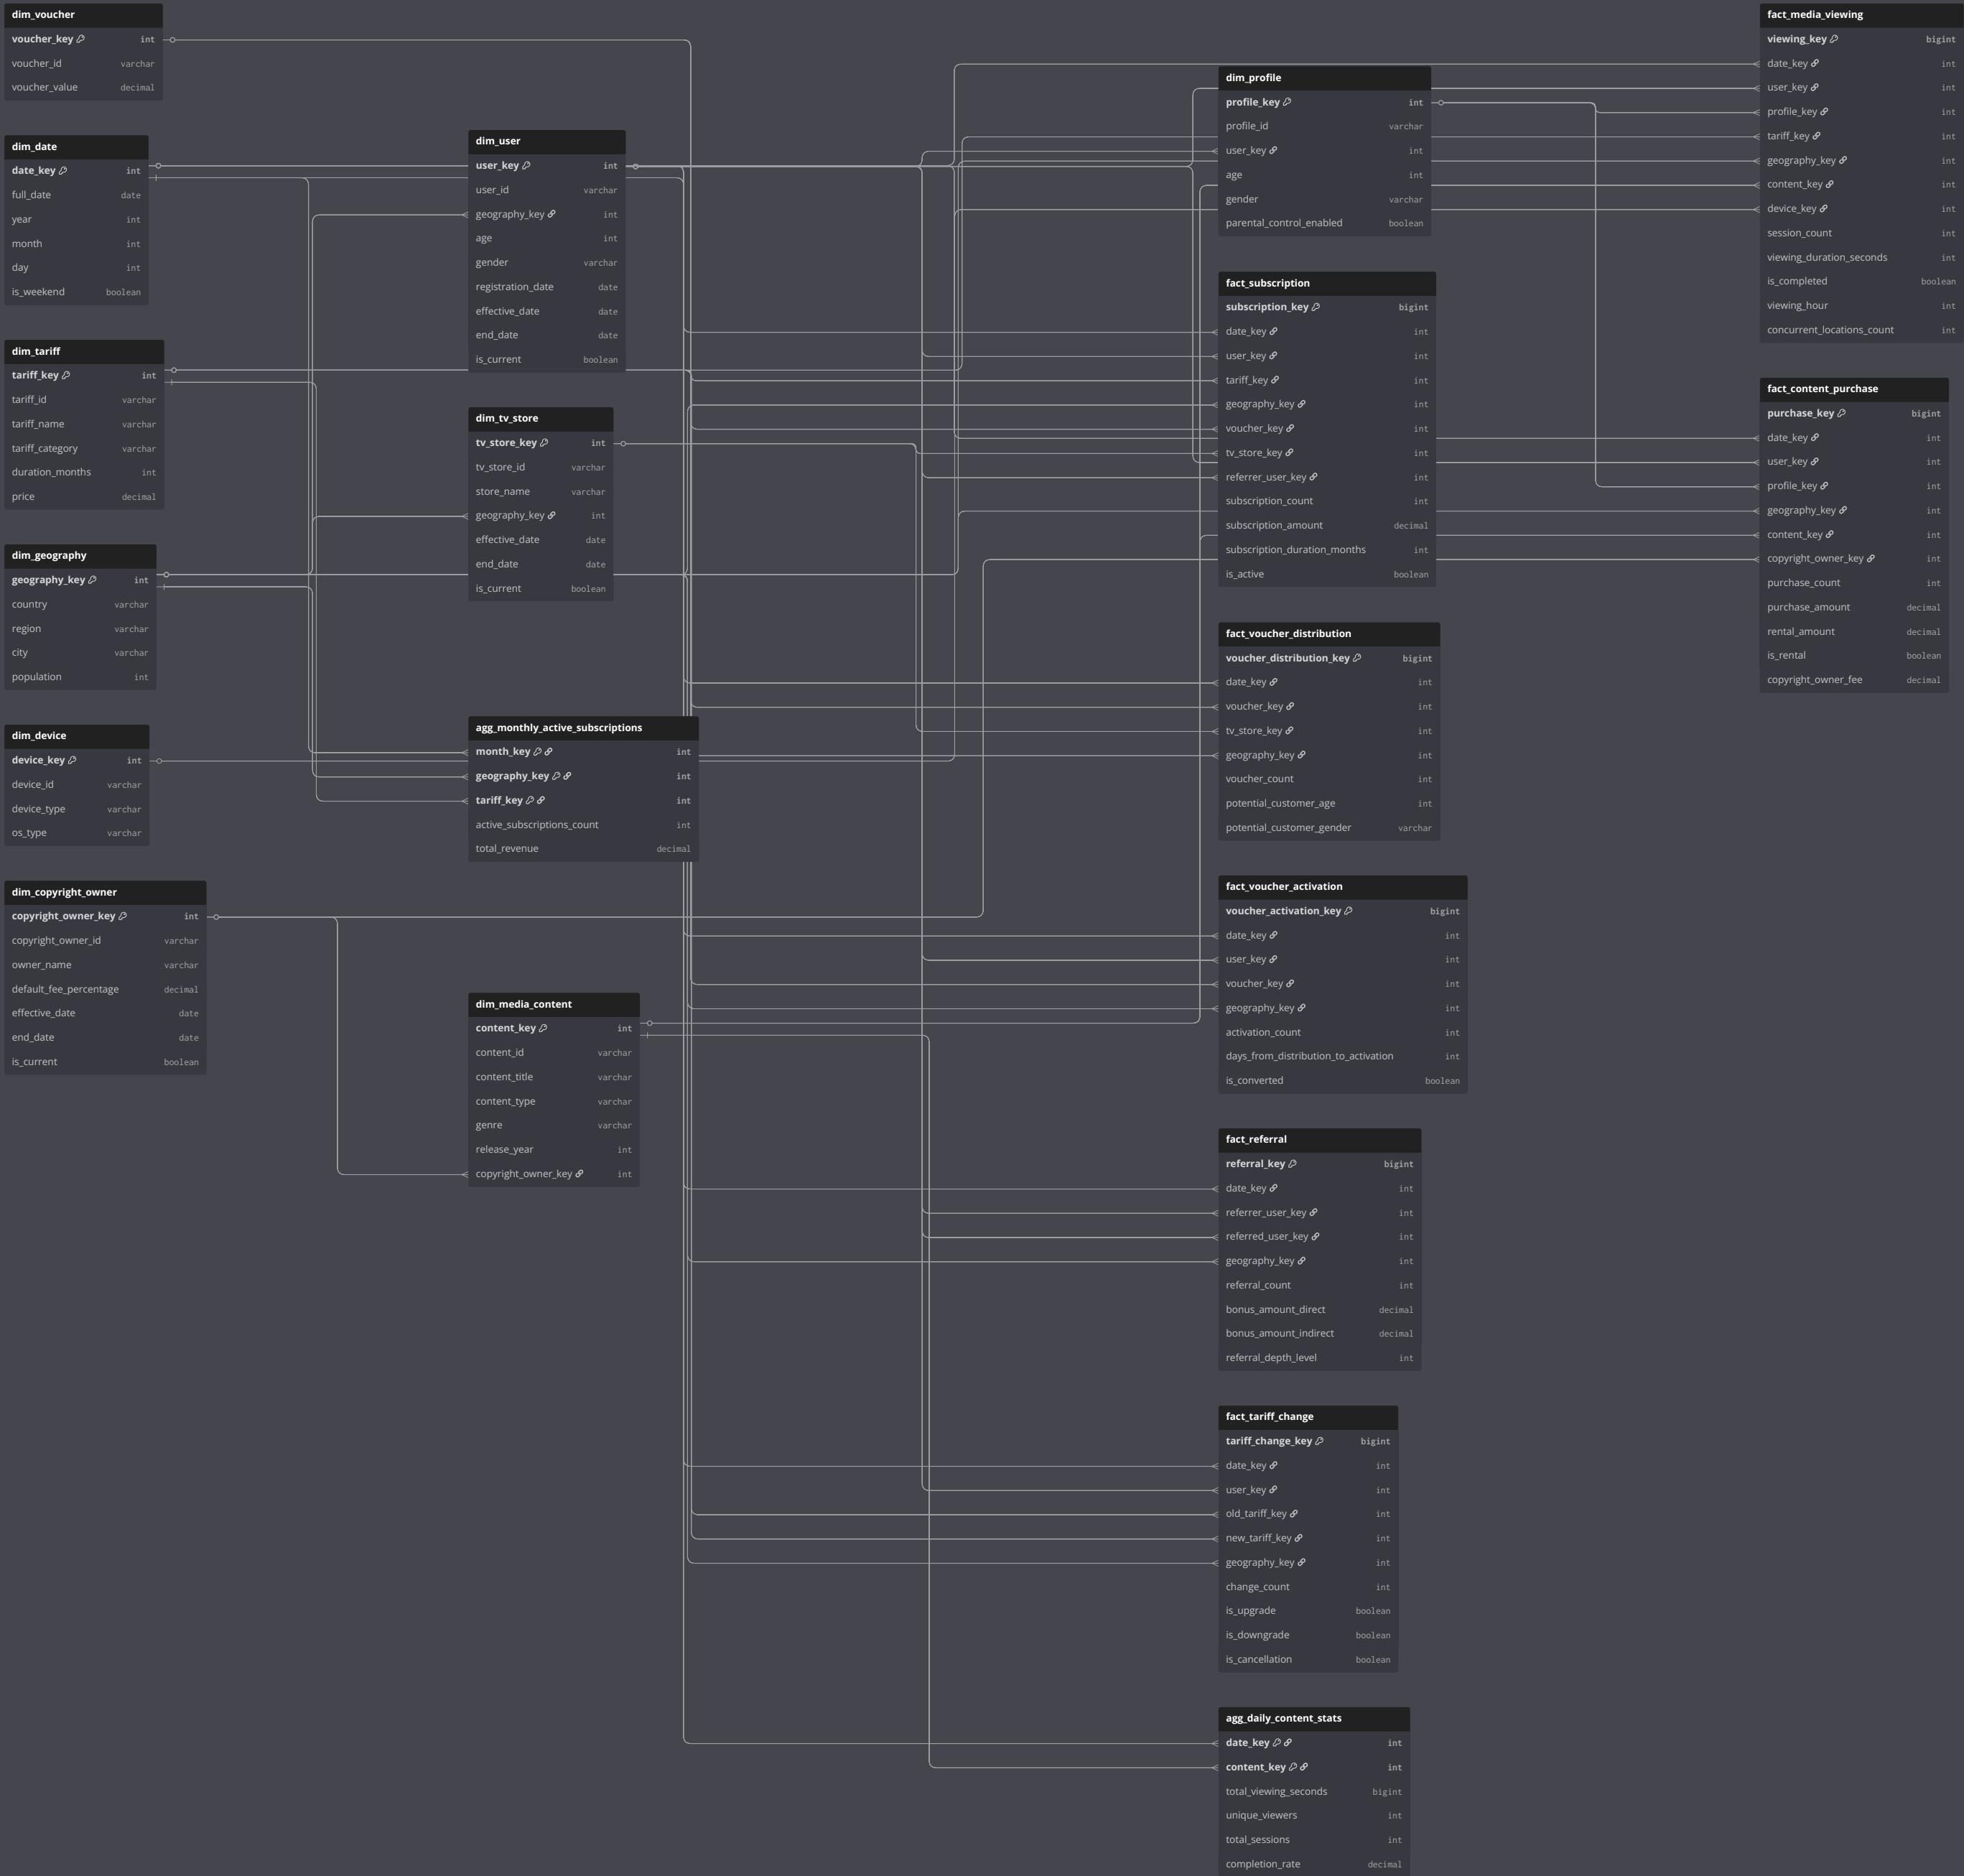 dim_voucher
voucher_key int
voucher_id varchar
voucher_value decimal
dim_date
date_key int
full_date date
year int
month int
day int
is_weekend boolean
dim_tariff
tariff_key int
tariff_id varchar
tariff_name varchar
tariff_category varchar
duration_months int
price decimal
dim_geography
geography_key int
country varchar
region varchar
city varchar
population int
dim_device
device_key int
device_id varchar
device_type varchar
os_type varchar
dim_copyright_owner
copyright_owner_key int
copyright_owner_id varchar
owner_name varchar
default_fee_percentage decimal
effective_date date
end_date date
is_current boolean
dim_user
user_key int
user_id varchar
geography_key int
age int
gender varchar
registration_date date
effective_date date
end_date date
is_current boolean
dim_tv_store
tv_store_key int
tv_store_id varchar
store_name varchar
geography_key int
effective_date date
end_date date
is_current boolean
agg_monthly_active_subscriptions
month_key int
geography_key int
tariff_key int
active_subscriptions_count int
total_revenue decimal
dim_media_content
content_key int
content_id varchar
content_title varchar
content_type varchar
genre varchar
release_year int
copyright_owner_key int
dim_profile
profile_key int
profile_id varchar
user_key int
age int
gender varchar
parental_control_enabled boolean
fact_subscription
subscription_key bigint
date_key int
user_key int
tariff_key int
geography_key int
voucher_key int
tv_store_key int
referrer_user_key int
subscription_count int
subscription_amount decimal
subscription_duration_months int
is_active boolean
fact_voucher_distribution
voucher_distribution_key bigint
date_key int
voucher_key int
tv_store_key int
geography_key int
voucher_count int
potential_customer_age int
potential_customer_gender varchar
fact_voucher_activation
voucher_activation_key bigint
date_key int
user_key int
voucher_key int
geography_key int
activation_count int
days_from_distribution_to_activation int
is_converted boolean
fact_referral
referral_key bigint
date_key int
referrer_user_key int
referred_user_key int
geography_key int
referral_count int
bonus_amount_direct decimal
bonus_amount_indirect decimal
referral_depth_level int
fact_tariff_change
tariff_change_key bigint
date_key int
user_key int
old_tariff_key int
new_tariff_key int
geography_key int
change_count int
is_upgrade boolean
is_downgrade boolean
is_cancellation boolean
agg_daily_content_stats
date_key int
content_key int
total_viewing_seconds bigint
unique_viewers int
total_sessions int
completion_rate decimal
fact_media_viewing
viewing_key bigint
date_key int
user_key int
profile_key int
tariff_key int
geography_key int
content_key int
device_key int
session_count int
viewing_duration_seconds int
is_completed boolean
viewing_hour int
concurrent_locations_count int
fact_content_purchase
purchase_key bigint
date_key int
user_key int
profile_key int
geography_key int
content_key int
copyright_owner_key int
purchase_count int
purchase_amount decimal
rental_amount decimal
is_rental boolean
copyright_owner_fee decimal